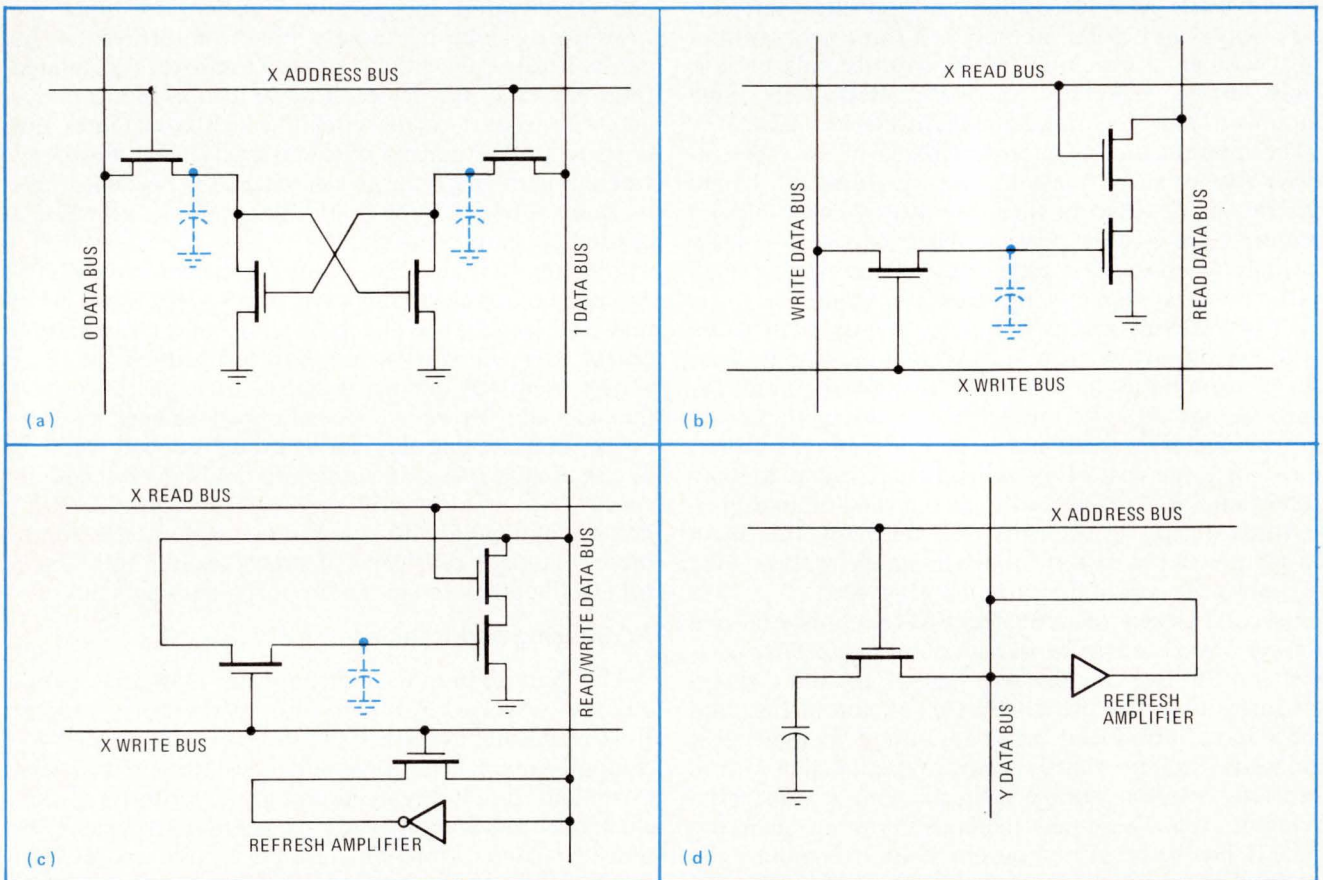 X ADDRESS BUS
0 DATA BUS
1 DATA BUS
(a)
X READ BUS
WRITE DATA BUS
READ DATA BUS
X WRITE BUS
(b)
X READ BUS
READ/WRITE DATA BUS
X WRITE BUS
REFRESH AMPLIFIER
(c)
X ADDRESS BUS
Y DATA BUS
REFRESH
AMPLIFIER
(d)